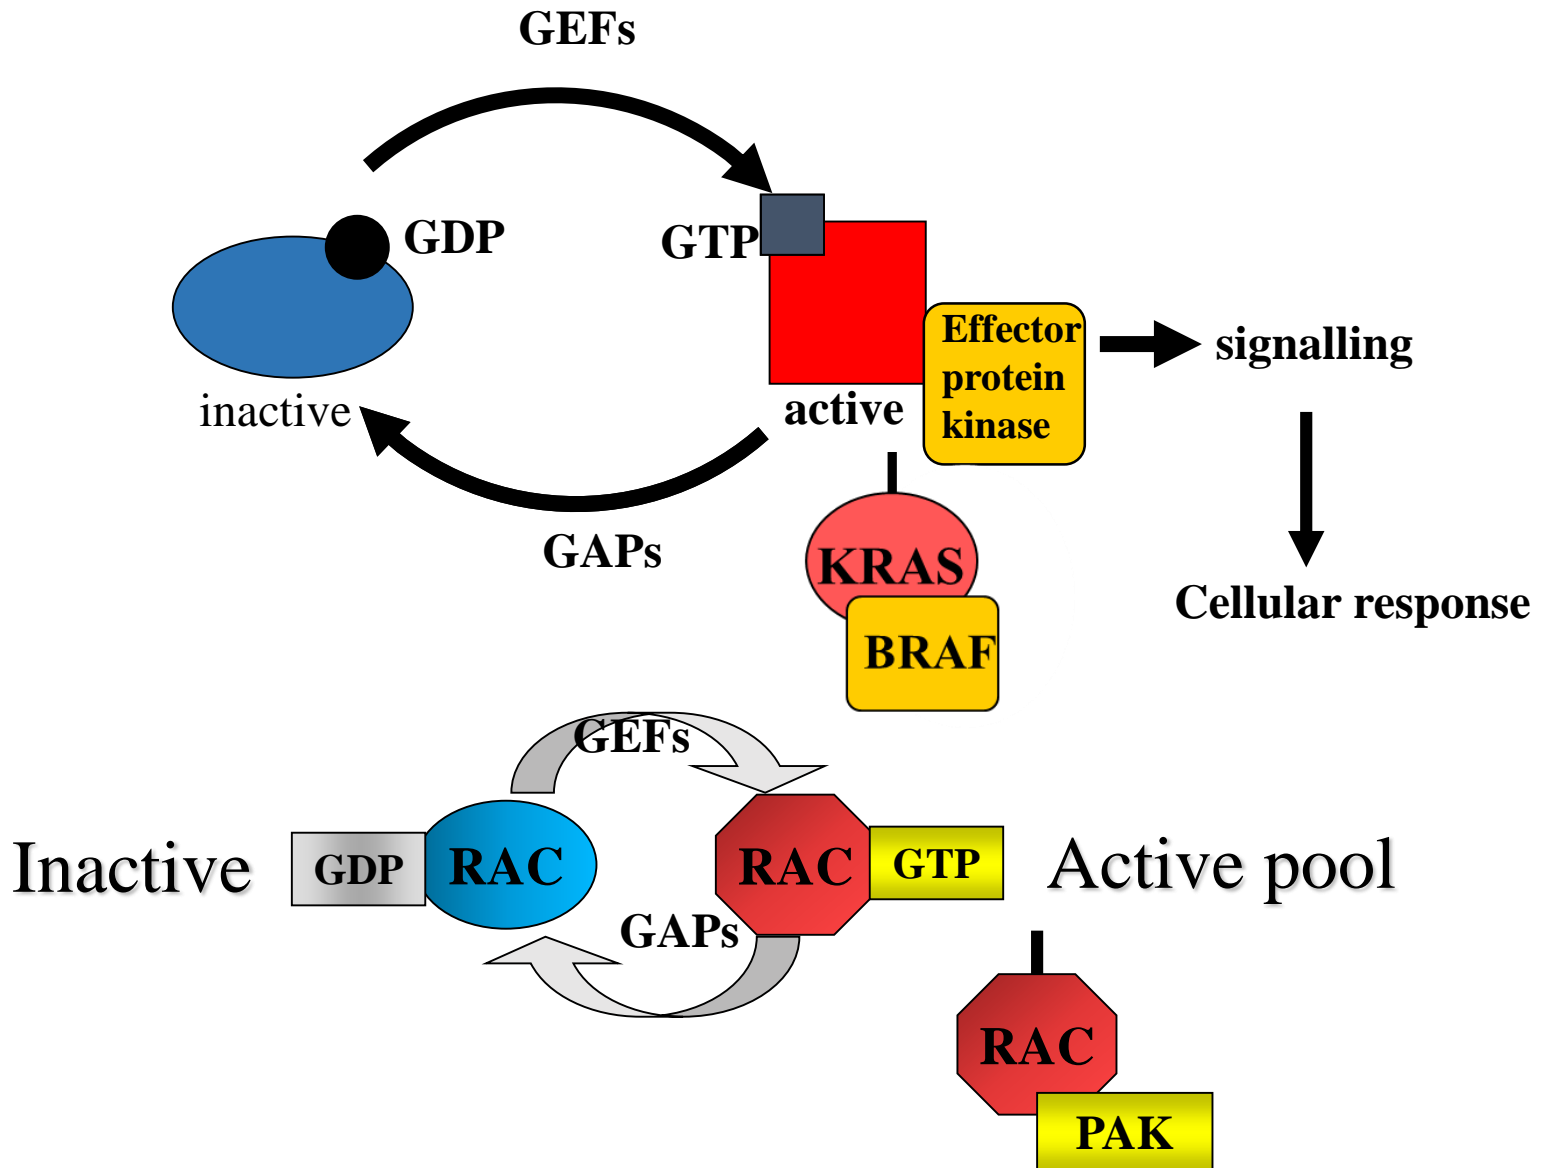 GEFs
GDP
GTP
Effector
protein
kinase
signalling
inactive
active
GAPs
KRAS
Cellular response
BRAF
GEFs
Inactive
GDP
RAC
RAC
GTP
Active pool
GAPs
RAC
PAK